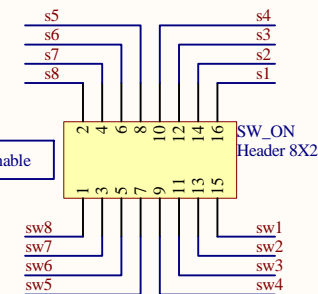 s5 s4
s6 s3
s7 s2
s8 s1
2 4 6 8 10 12 14 16
SW_ON
Header 8X2
nable
1 3 5 7 9 11 13 15
sw8 sw1
sw7 sw2
sw6 sw3
sw5 sw4